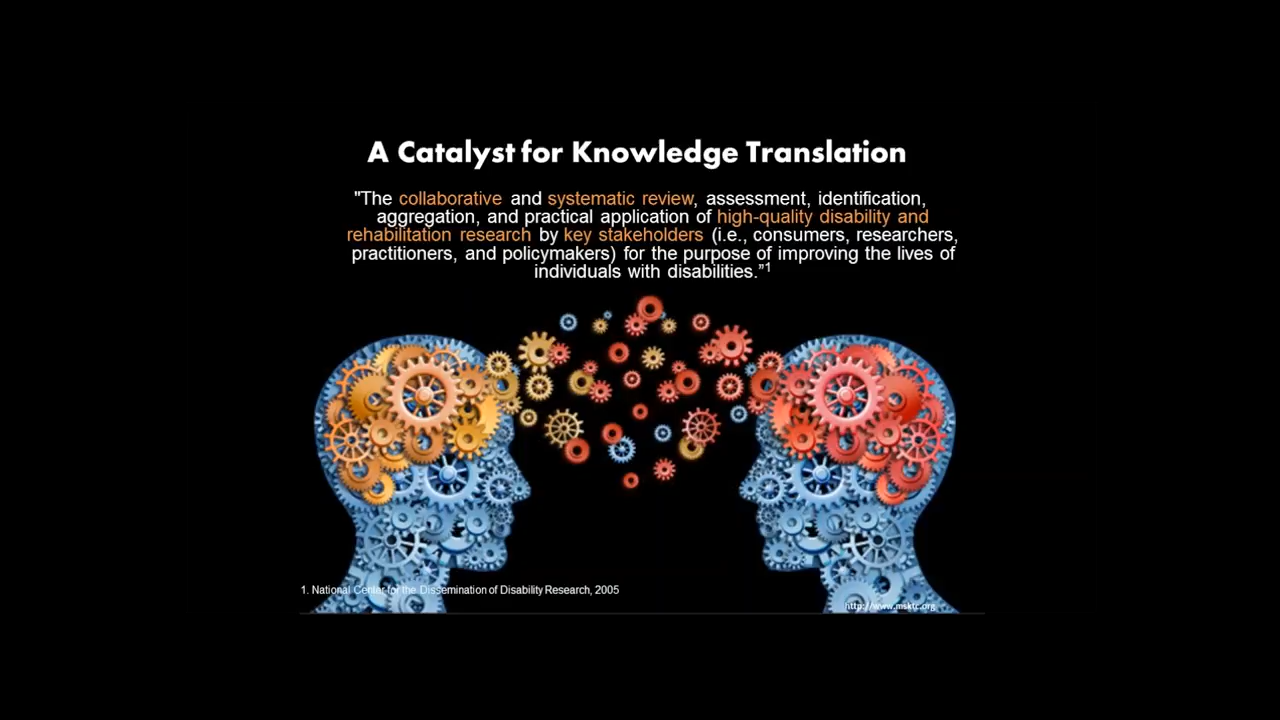 A Catalyst for Knowledge Translation
"The collaborative and systematic review, assessment, identification,
aggregation, and practical application of high-quality disability and
rehabilitation research by key stakeholders (i.e., consumers, researchers,
practitioners, and policymakers) for the purpose of improving the lives of
individuals with disabilities.”1
1. National Center for the Dissemination of Disability Research, 2005
http://www.msktc.org